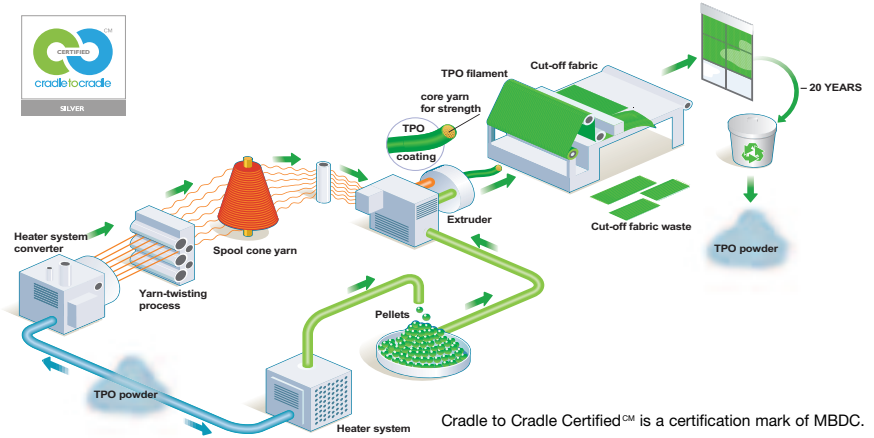 CM
CERTIFIED
cradletocradle
SILVER
Cut-off fabric
TPO filament
core yarn
for strength
TPO
coating
– 20 YEARS
Extruder
Cut-off fabric waste
TPO powder
Heater system
converter
Spool cone yarn
Yarn-twisting
process
Pellets
TPO powder
Heater system
Cradle to Cradle Certified℠ is a certification mark of MBDC.